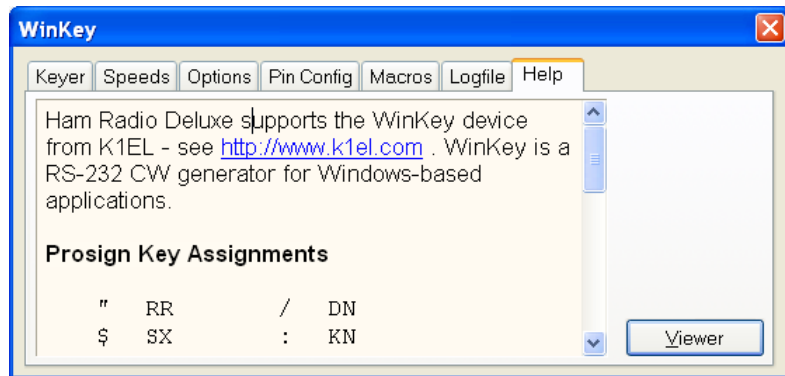 WinKey
Keyer Speeds Options Pin Config Macros Logfile Help
Ham Radio Deluxe supports the WinKey device
from K1EL - see http://www.k1el.com . WinKey is a
RS-232 CW generator for Windows-based
applications.
Prosign Key Assignments
" RR / DN
$ SX : KN
Viewer